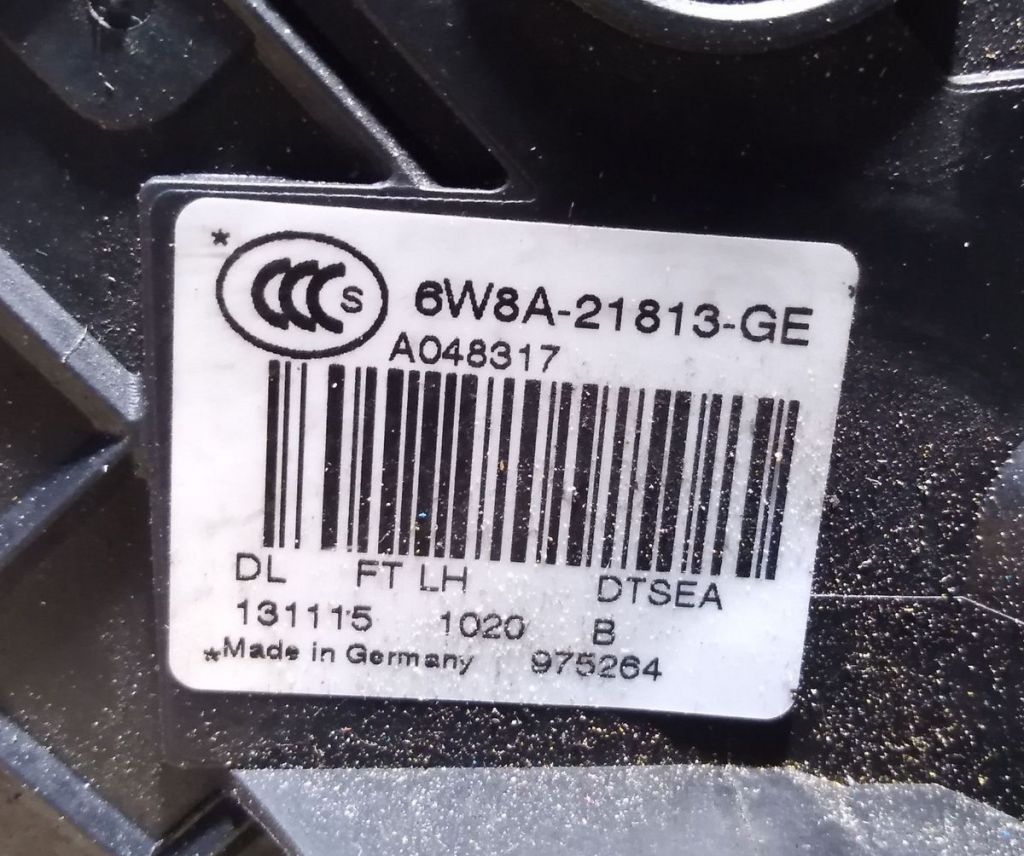 * CCC S 6W8A-21813-GE
A048317
DL FT LH DTSEA
131115 1020 B
*Made in Germany 975264